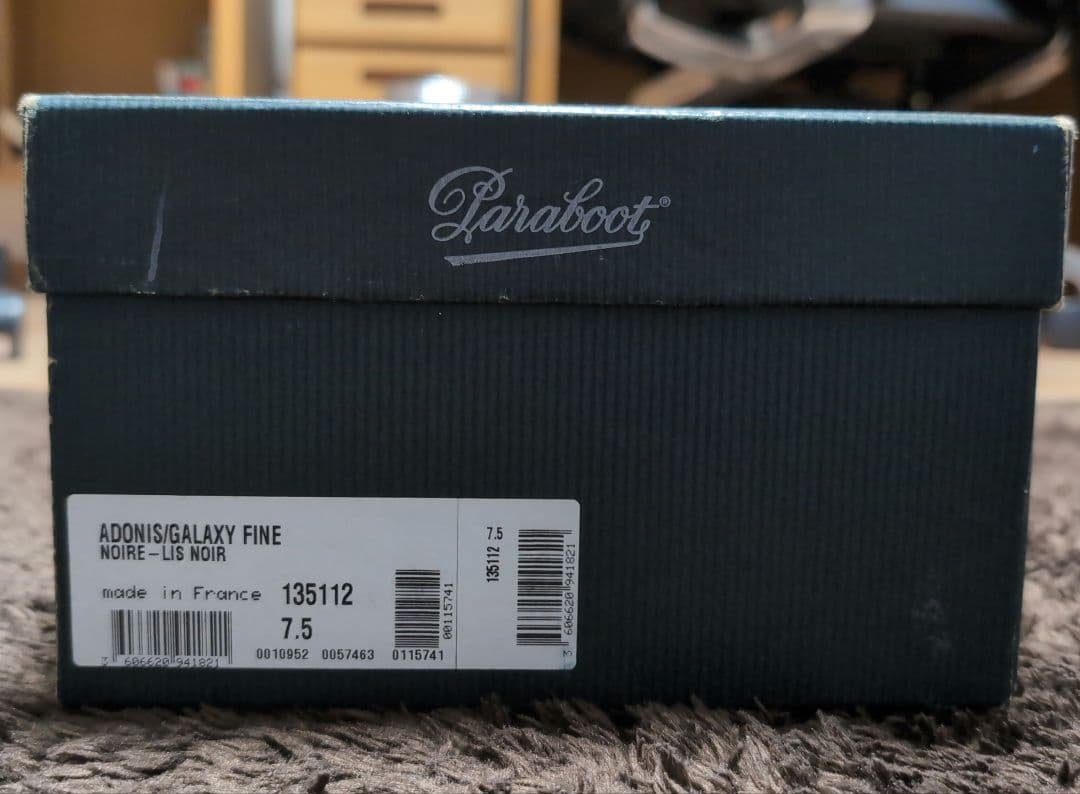 Paraboot®
ADONIS/GALAXY FINE
NOIRE-LIS NOIR
made in France 135112
7.5
3 606620 941821
0010952 0057463 0115741
00115741
7.5
135112
3 606620 941821